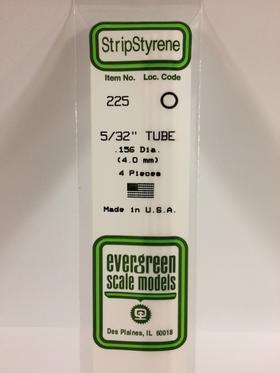 StripStyrene
Item No. Loc. Code
225
5/32" TUBE
.156 Dia.
(4.0 mm)
4 Pieces
Made in U.S.A.
evergreen
scale models
Des Plaines, IL 60018